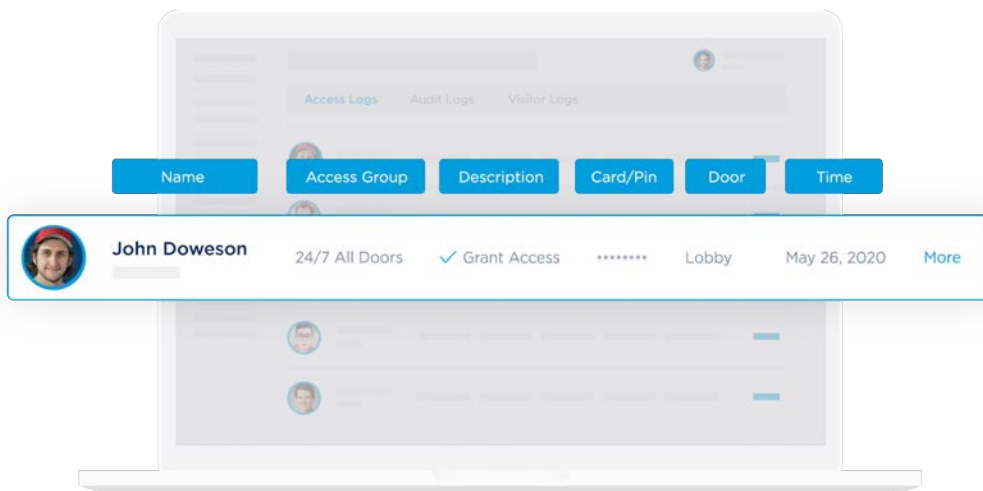 Access Logs Audit Logs Visitor Logs
Name Access Group Description Card/Pin Door Time
John Doweson 24/7 All Doors Grant Access ******** Lobby May 26, 2020 More